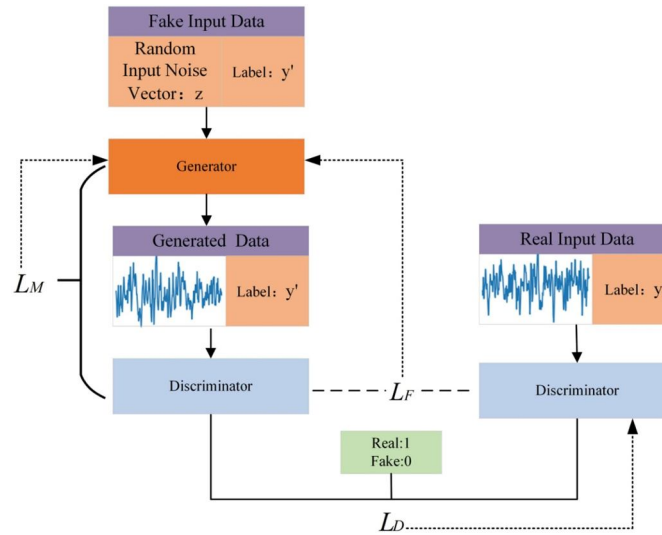 Fake Input Data
Random
Input Noise
Vector：z
Label：y'
Generator
Generated Data
Label：y'
Real Input Data
Label：y
L_M
Discriminator
L_F
Discriminator
Real:1
Fake:0
L_D